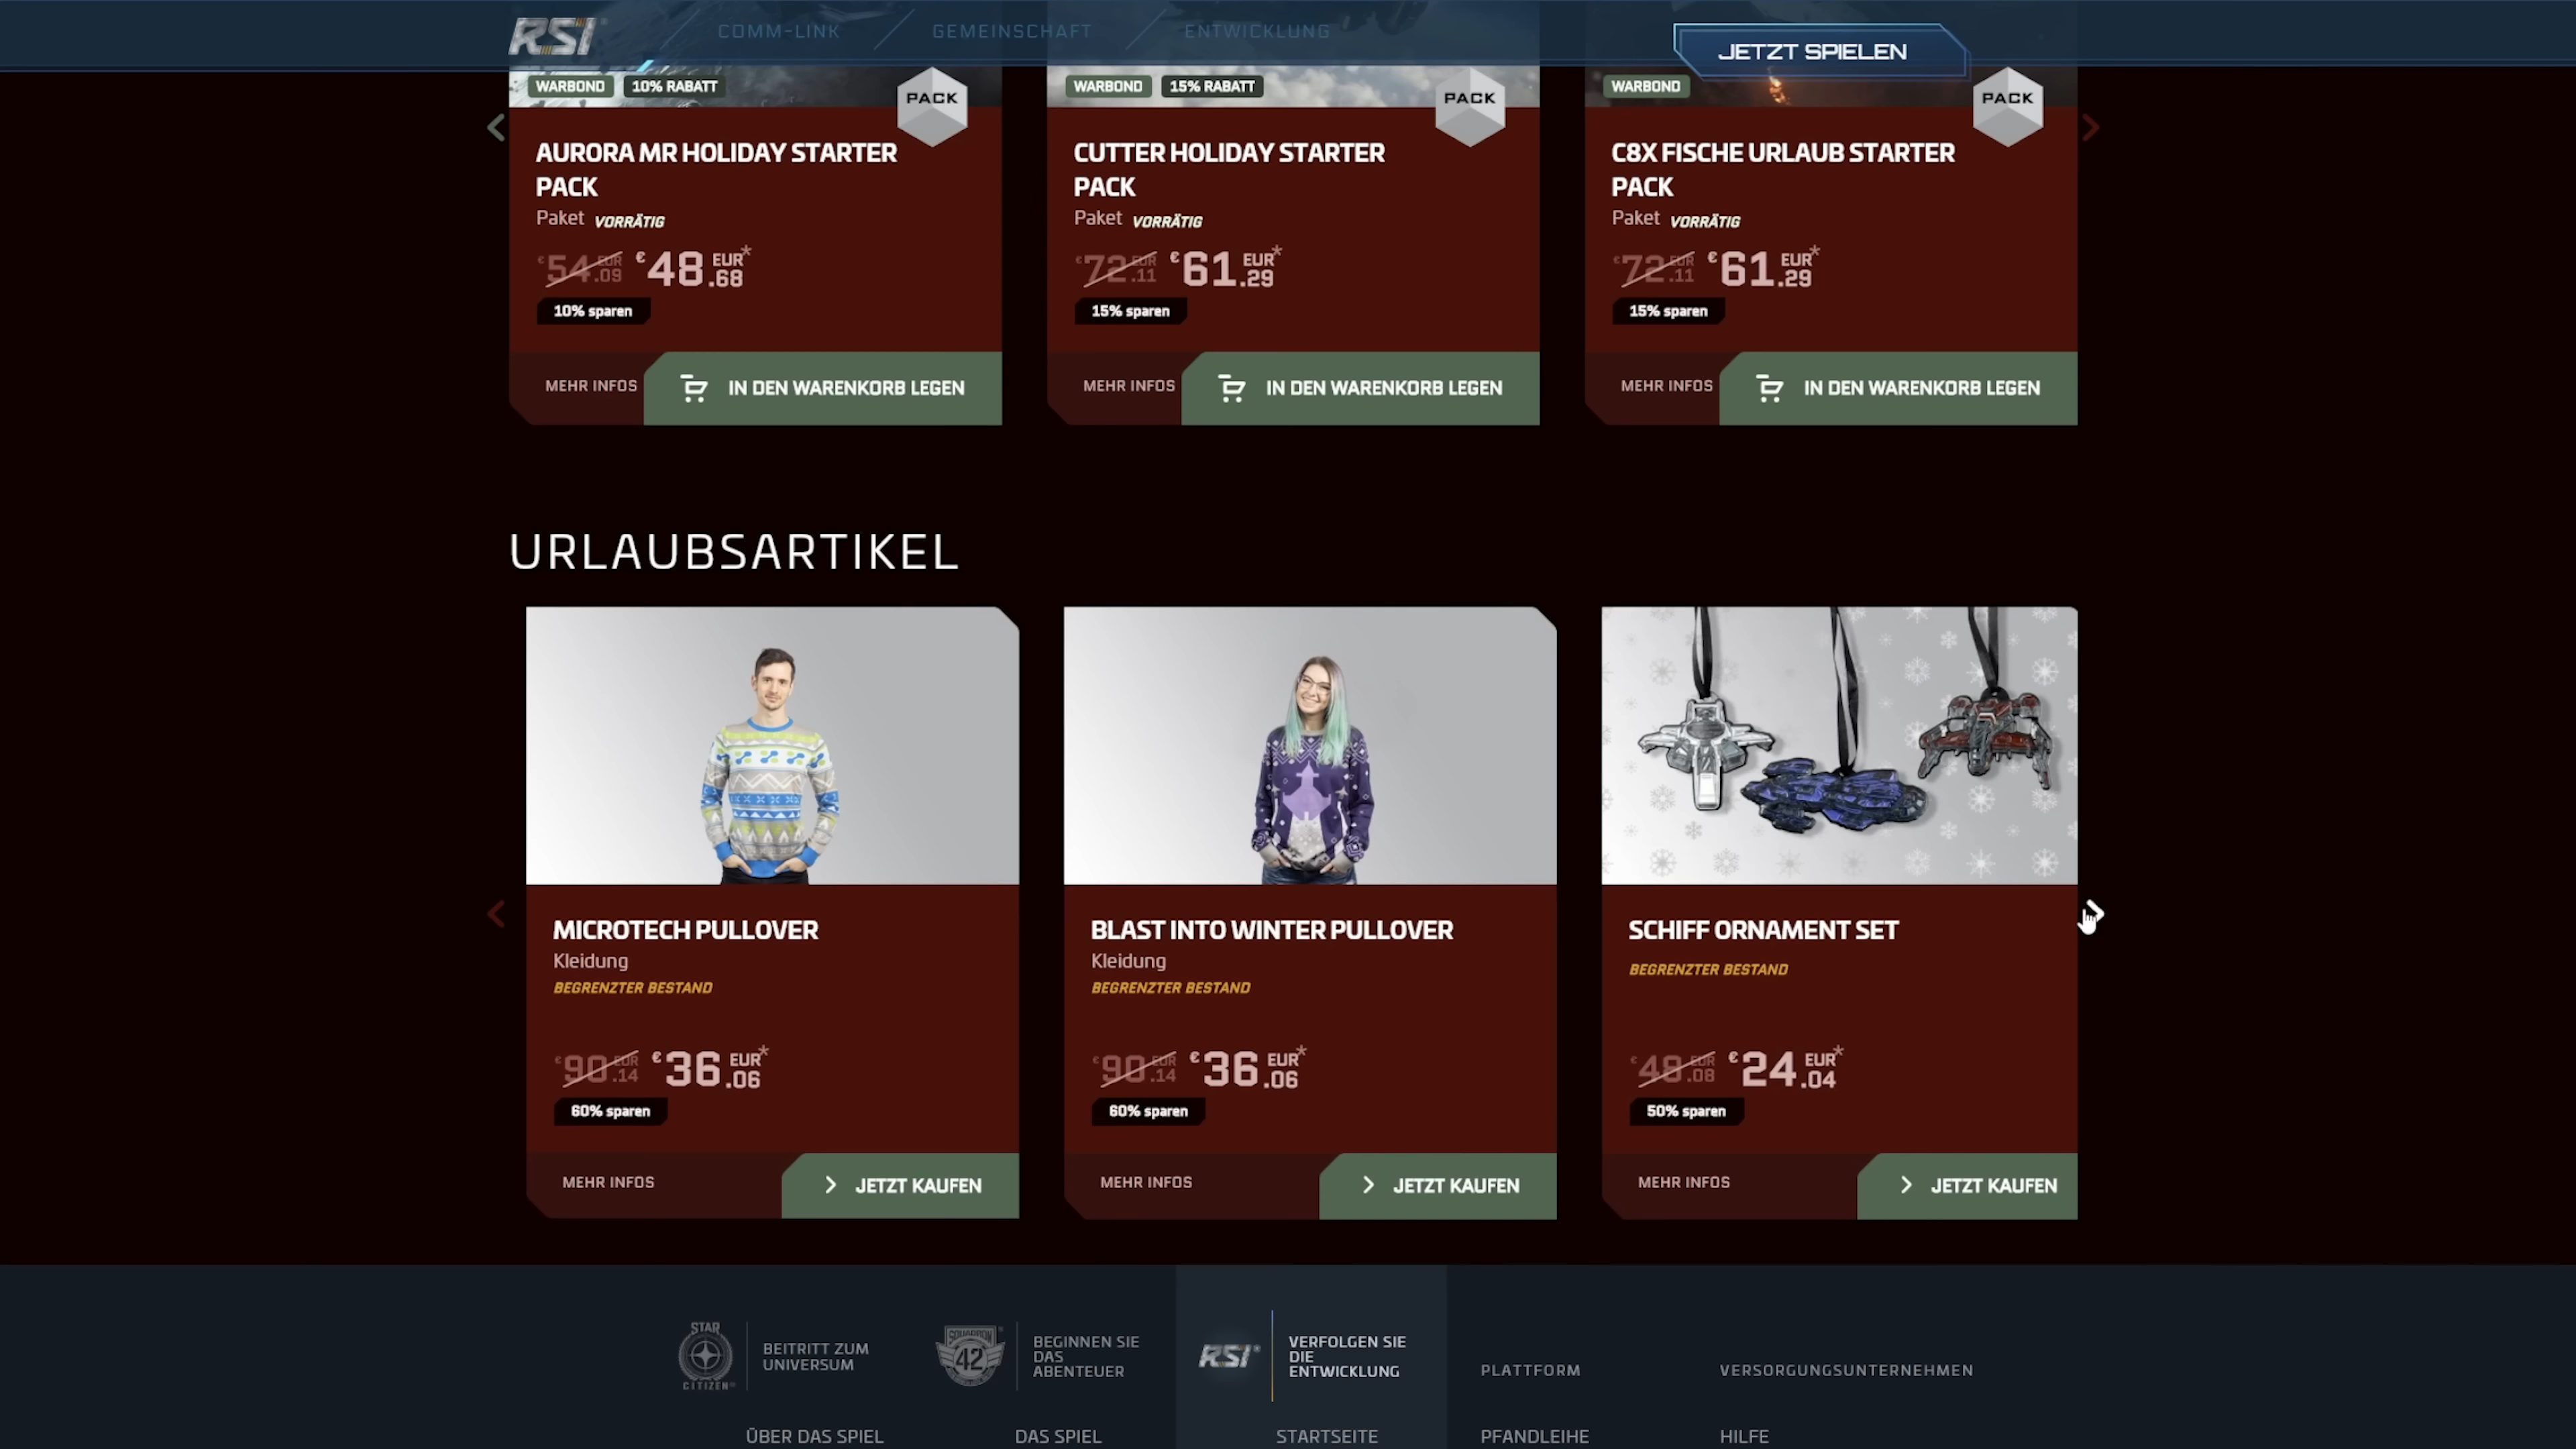 RSI
COMM-LINK
GEMEINSCHAFT
ENTWICKLUNG
JETZT SPIELEN
WARBOND
10% RABATT
PACK
AURORA MR HOLIDAY STARTER
PACK
Paket VORRÄTIG
€54.09 EUR €48.68 EUR*
10% sparen
MEHR INFOS
IN DEN WARENKORB LEGEN
WARBOND
15% RABATT
PACK
CUTTER HOLIDAY STARTER
PACK
Paket VORRÄTIG
€72.11 EUR €61.29 EUR*
15% sparen
MEHR INFOS
IN DEN WARENKORB LEGEN
WARBOND
PACK
C8X FISCHE URLAUB STARTER
PACK
Paket VORRÄTIG
€72.11 EUR €61.29 EUR*
15% sparen
MEHR INFOS
IN DEN WARENKORB LEGEN
URLAUBSARTIKEL
MICROTECH PULLOVER
Kleidung
BEGRENZTER BESTAND
€90.14 EUR €36.06 EUR*
60% sparen
MEHR INFOS
JETZT KAUFEN
BLAST INTO WINTER PULLOVER
Kleidung
BEGRENZTER BESTAND
€90.14 EUR €36.06 EUR*
60% sparen
MEHR INFOS
JETZT KAUFEN
SCHIFF ORNAMENT SET
BEGRENZTER BESTAND
€48.08 EUR €24.04 EUR*
50% sparen
MEHR INFOS
JETZT KAUFEN
STAR
CITIZEN
BEITRITT ZUM
UNIVERSUM
SQUADRON
42
BEGINNEN SIE
DAS
ABENTEUER
RSI
VERFOLGEN SIE
DIE
ENTWICKLUNG
PLATTFORM
VERSORGUNGSUNTERNEHMEN
ÜBER DAS SPIEL
DAS SPIEL
STARTSEITE
PFANDLEIHE
HILFE